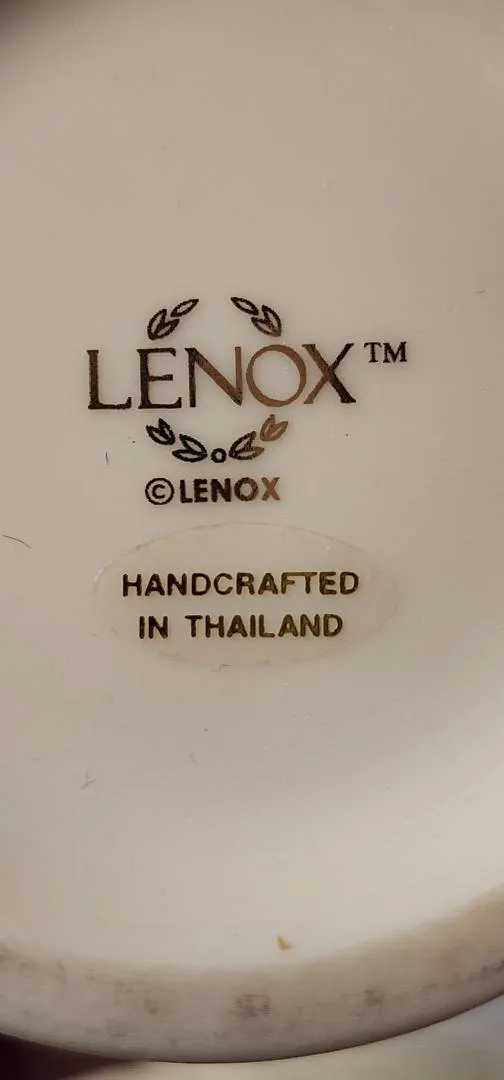 LENOX™
©LENOX
HANDCRAFTED
IN THAILAND